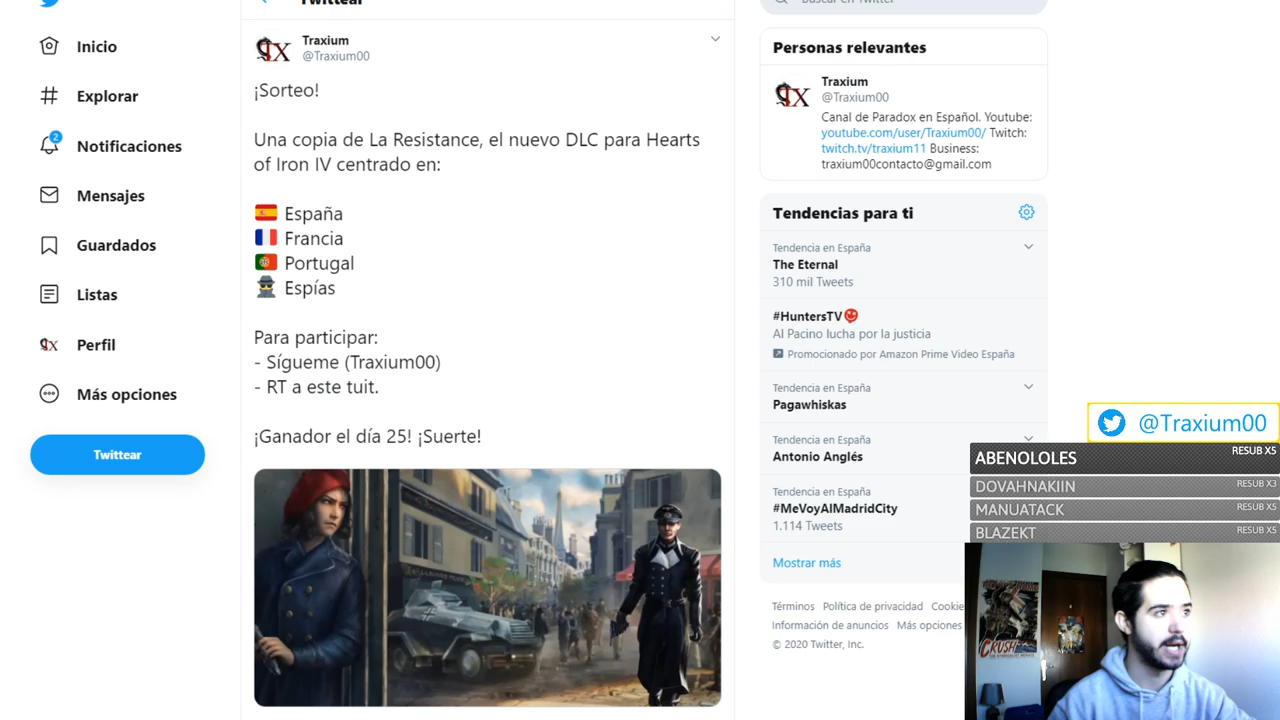 Twittear
Inicio
Explorar
2
Notificaciones
Mensajes
Guardados
Listas
Perfil
Más opciones
Twittear
Traxium
@Traxium00
¡Sorteo!
Una copia de La Resistance, el nuevo DLC para Hearts
of Iron IV centrado en:
España
Francia
Portugal
Espías
Para participar:
- Sígueme (Traxium00)
- RT a este tuit.
¡Ganador el día 25! ¡Suerte!
Buscar en Twitter
Personas relevantes
Traxium
@Traxium00
Canal de Paradox en Español. Youtube:
youtube.com/user/Traxium00/ Twitch:
twitch.tv/traxium11 Business:
traxium00contacto@gmail.com
Tendencias para ti
Tendencia en España
The Eternal
310 mil Tweets
#HuntersTV
Al Pacino lucha por la justicia
Promocionado por Amazon Prime Video España
Tendencia en España
Pagawhiskas
Tendencia en España
Antonio Anglés
Tendencia en España
#MeVoyAlMadridCity
1.114 Tweets
Mostrar más
Términos Política de privacidad Cookie
Información de anuncios Más opciones
© 2020 Twitter, Inc.
@Traxium00
ABENOLOLES RESUB X5
DOVAHNAKIIN RESUB X3
MANUATACK RESUB X5
BLAZEKT RESUB X5
CRUSH